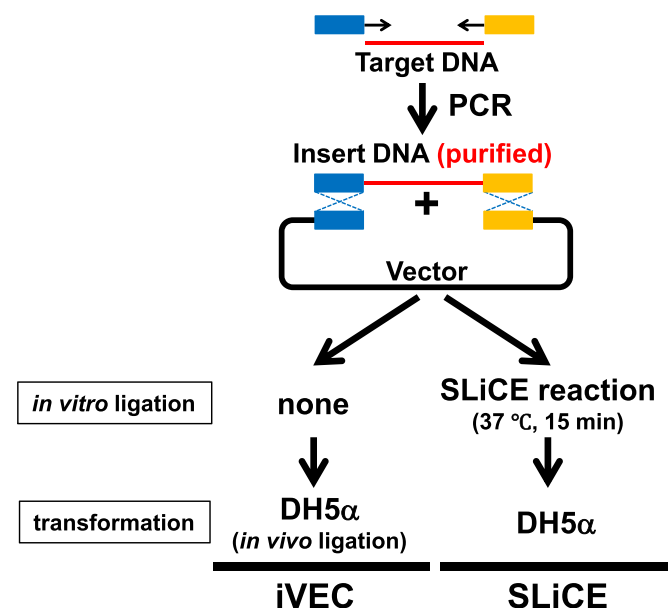 Target DNA
PCR
Insert DNA (purified)
+
Vector
in vitro ligation
none
SLiCE reaction
(37 ℃, 15 min)
transformation
DH5α
(in vivo ligation)
DH5α
iVEC
SLiCE